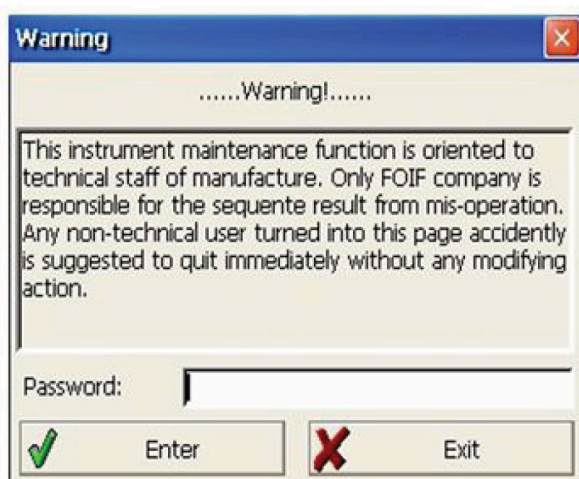 Warning
......Warning!......
This instrument maintenance function is oriented to
technical staff of manufacture. Only FOIF company is
responsible for the sequente result from mis-operation.
Any non-technical user turned into this page accidently
is suggested to quit immediately without any modifying
action.
Password:
Enter
Exit